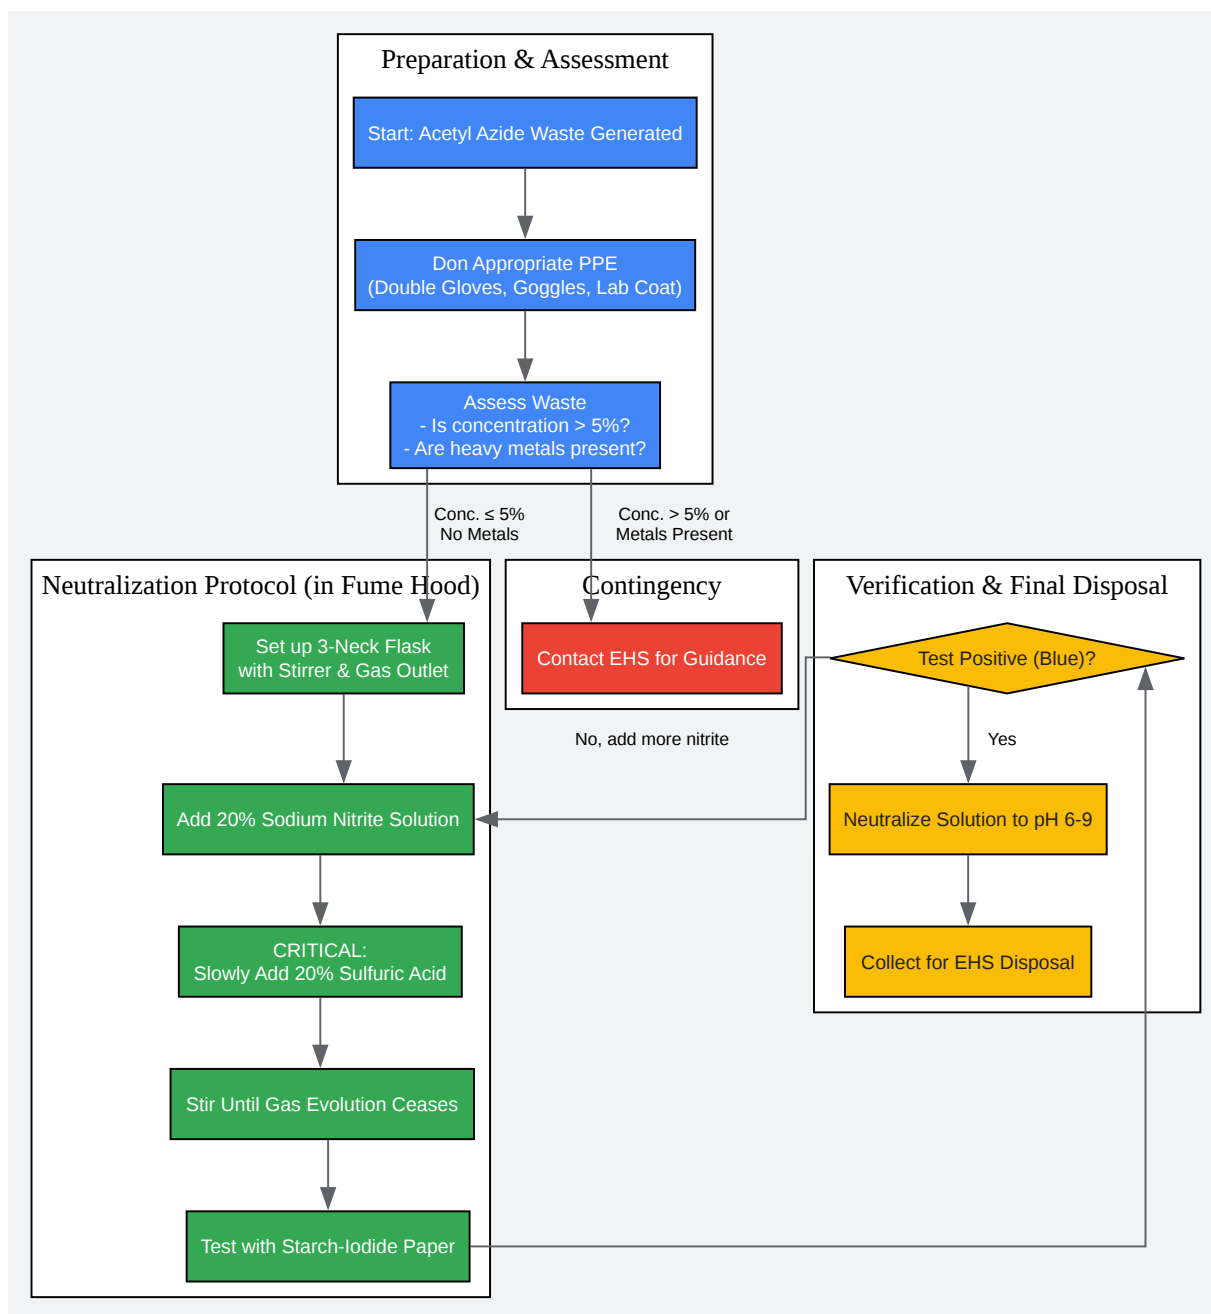 Preparation & Assessment
Start: Acetyl Azide Waste Generated
Don Appropriate PPE
(Double Gloves, Goggles, Lab Coat)
Assess Waste
- Is concentration > 5%?
- Are heavy metals present?
Conc. ≤ 5%
No Metals
Conc. > 5% or
Metals Present
Neutralization Protocol (in Fume Hood)
Set up 3-Neck Flask
with Stirrer & Gas Outlet
Add 20% Sodium Nitrite Solution
CRITICAL:
Slowly Add 20% Sulfuric Acid
Stir Until Gas Evolution Ceases
Test with Starch-Iodide Paper
Contingency
Contact EHS for Guidance
No, add more nitrite
Verification & Final Disposal
Test Positive (Blue)?
Yes
Neutralize Solution to pH 6-9
Collect for EHS Disposal